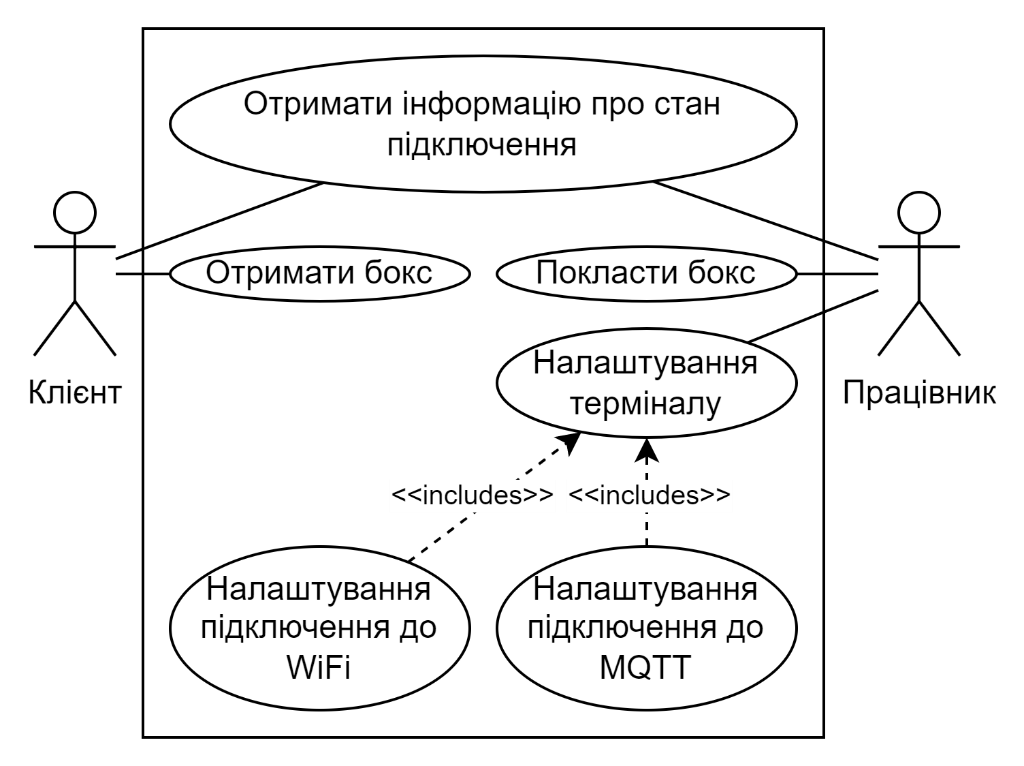 Отримати інформацію про стан
підключення
Отримати бокс
Покласти бокс
Клієнт
Налаштування
терміналу
Працівник
<<includes>>
<<includes>>
Налаштування
підключення до
WiFi
Налаштування
підключення до
MQTT